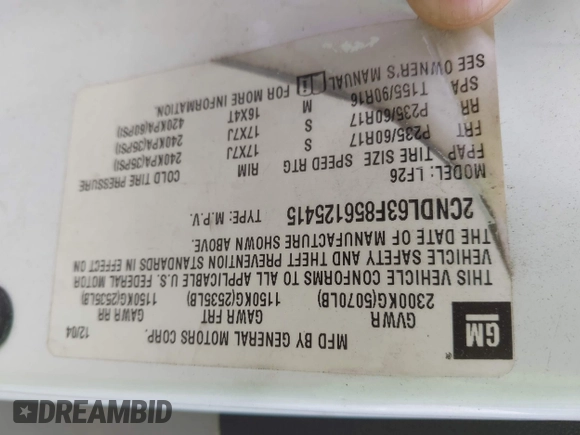 GM
MFD BY GENERAL MOTORS CORP.
12/04
GVWR GAWR FRT GAWR RR
2300KG(5070LB) 1150KG(2535LB) 1150KG(2535LB)
THIS VEHICLE CONFORMS TO ALL APPLICABLE U.S. FEDERAL MOTOR
VEHICLE SAFETY AND THEFT PREVENTION STANDARDS IN EFFECT ON
THE DATE OF MANUFACTURE SHOWN ABOVE.
2CNDL63F856125415 TYPE: M.P.V.
MODEL: LF26
FPAP TIRE SIZE SPEED RTG RIM COLD TIRE PRESSURE
FRT P235/60R17 S 17X7J 240KPA(35PSI)
RR P235/60R17 S 17X7J 240KPA(35PSI)
SPA T155/90R16 M 16X4T 420KPA(60PSI)
SEE OWNER'S MANUAL FOR MORE INFORMATION.
DREAMBID